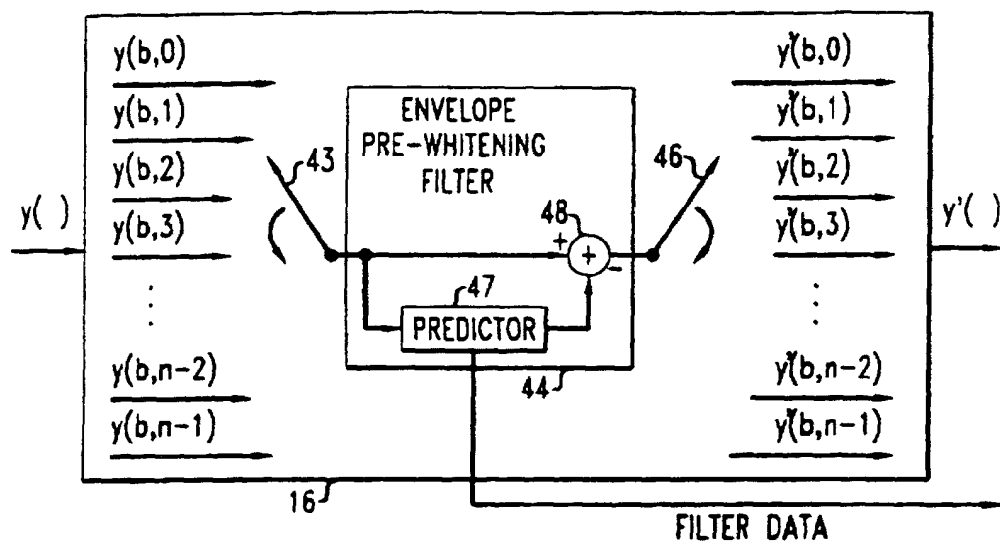 y(b,0)
y(b,1)
y(b,2)
y(b,3)
y( )
y(b,n-2)
y(b,n-1)
43
ENVELOPE
PRE-WHITENING
FILTER
48
+
+
-
47
PREDICTOR
44
46
y'(b,0)
y'(b,1)
y'(b,2)
y'(b,3)
y'(b,n-2)
y'(b,n-1)
y'( )
16
FILTER DATA